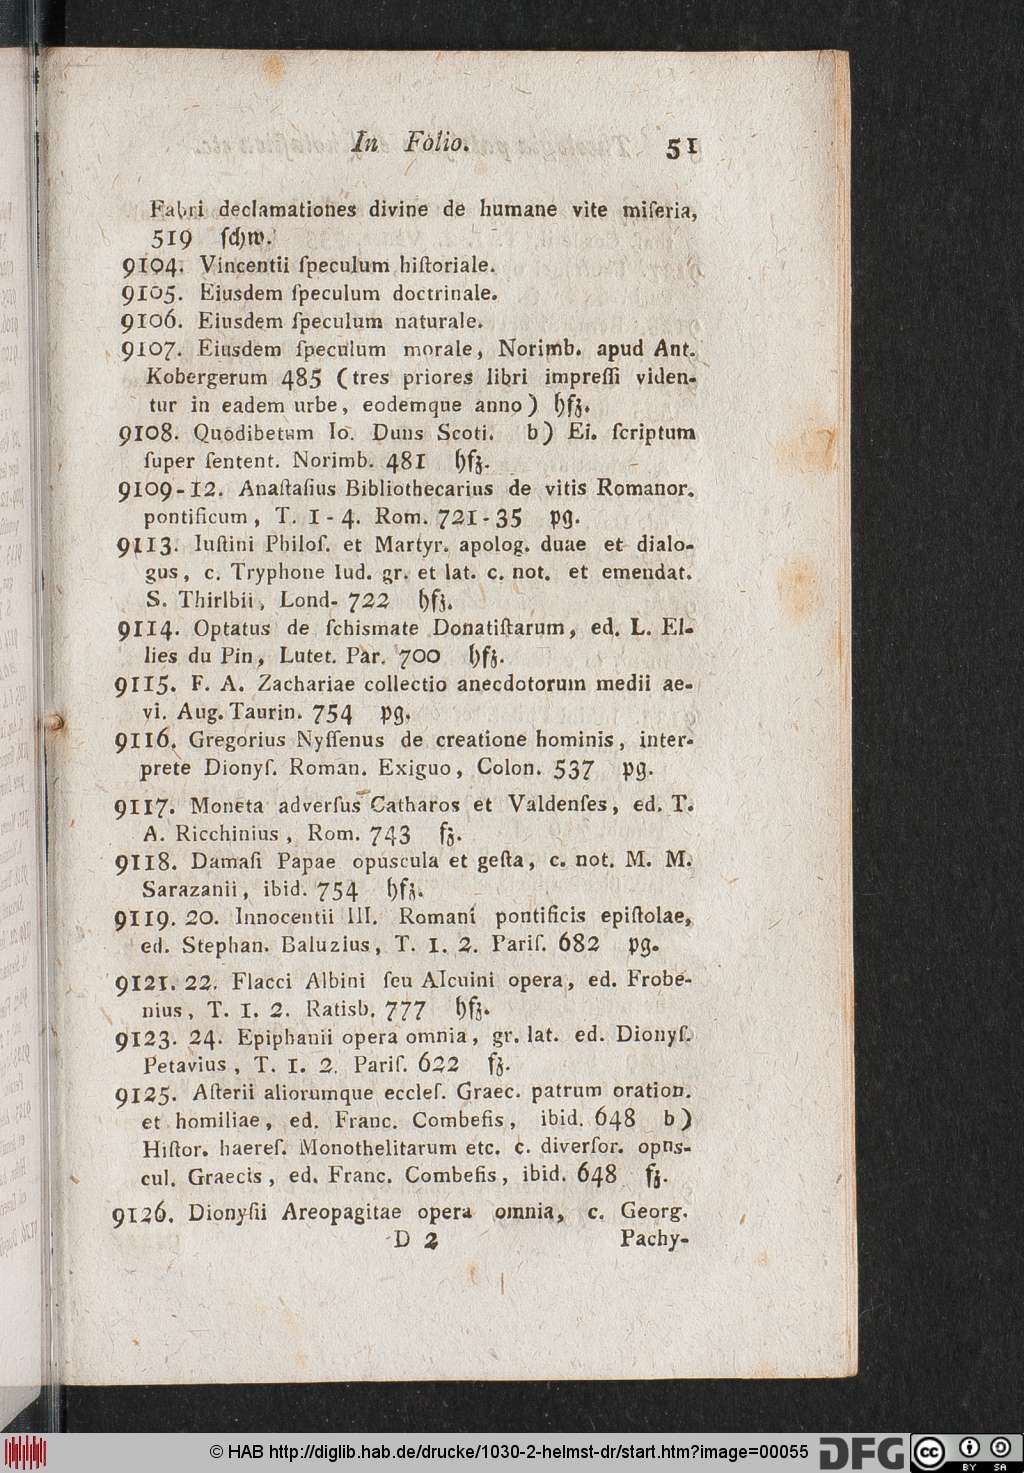 In Folio. 51
Fabri declamationes divine de humane vite miſeria,
519 ſchw.
9104. Vincentii ſpeculum hiſtoriale.
9105. Eiusdem ſpeculum doctrinale.
9106. Eiusdem ſpeculum naturale.
9107. Eiusdem ſpeculum morale, Norimb. apud Ant.
Kobergerum 485 (tres priores libri impreſſi viden-
tur in eadem urbe, eodemque anno) hfz.
9108. Quodibetum Io. Duns Scoti. b) Ei. ſcriptum
ſuper ſentent. Norimb. 481 hfz.
9109-12. Anaſtaſius Bibliothecarius de vitis Romanor.
pontificum, T. 1-4. Rom. 721-35 pg.
9113. Iuſtini Philoſ. et Martyr. apolog. duae et dialo-
gus, c. Tryphone Iud. gr. et lat. c. not. et emendat.
S. Thirlbii, Lond- 722 hfz.
9114. Optatus de ſchismate Donatiſtarum, ed. L. El-
lies du Pin, Lutet. Par. 700 hfz.
9115. F. A. Zachariae collectio anecdotorum medii ae-
vi. Aug. Taurin. 754 pg.
9116. Gregorius Nyſſenus de creatione hominis, inter-
prete Dionyſ. Roman. Exiguo, Colon. 537 pg.
9117. Moneta adverſus Catharos et Valdenſes, ed. T.
A. Ricchinius, Rom. 743 fz.
9118. Damaſi Papae opuscula et geſta, c. not. M. M.
Sarazanii, ibid. 754 hfz.
9119. 20. Innocentii III. Romani pontificis epiſtolae,
ed. Stephan. Baluzius, T. 1. 2. Pariſ. 682 pg.
9121. 22. Flacci Albini ſeu Alcuini opera, ed. Frobe-
nius, T. 1. 2. Ratisb. 777 hfz.
9123. 24. Epiphanii opera omnia, gr. lat. ed. Dionyſ.
Petavius, T. 1. 2. Pariſ. 622 fz.
9125. Aſterii aliorumque eccleſ. Graec. patrum oration.
et homiliae, ed. Franc. Combefis, ibid. 648 b)
Hiſtor. haereſ. Monothelitarum etc. c. diverſor. opus-
cul. Graecis, ed. Franc. Combefis, ibid. 648 fz.
9126. Dionyſii Areopagitae opera omnia, c. Georg.
D 2 Pachy-
© HAB http://diglib.hab.de/drucke/1030-2-helmst-dr/start.htm?image=00055 DFG cc BY SA